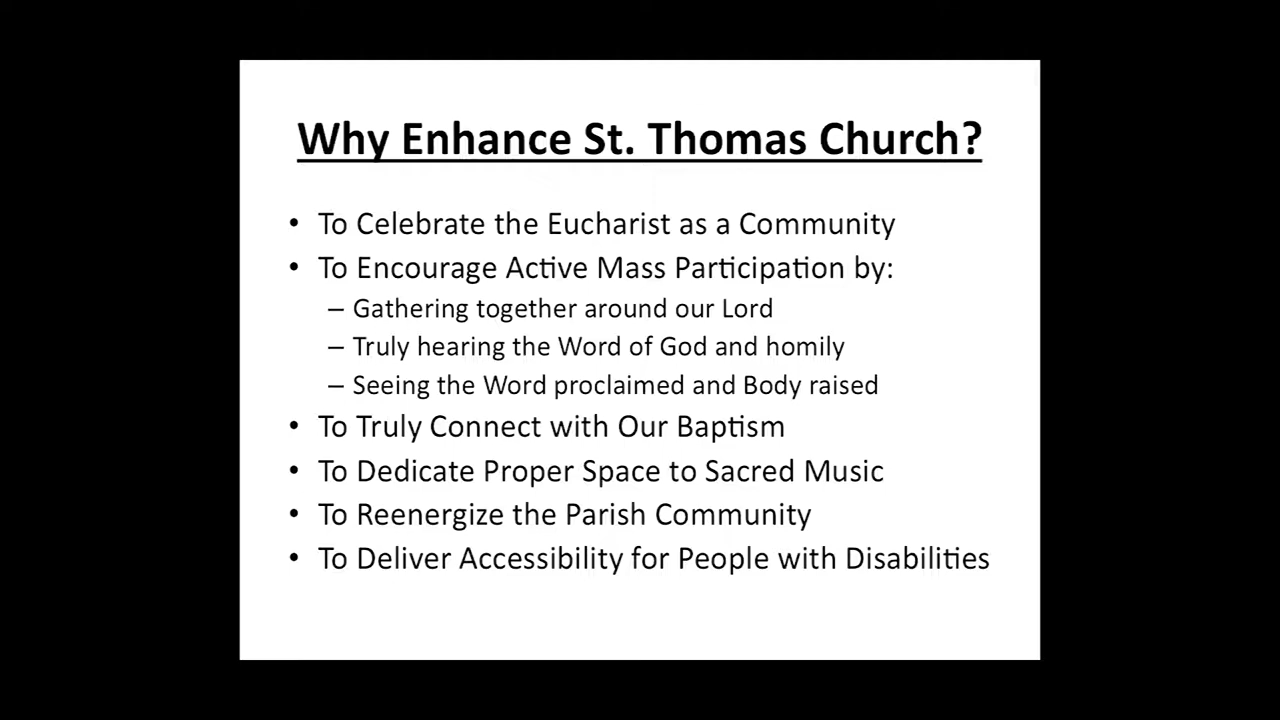 Why Enhance St. Thomas Church?
• To Celebrate the Eucharist as a Community
• To Encourage Active Mass Participation by:
– Gathering together around our Lord
– Truly hearing the Word of God and homily
– Seeing the Word proclaimed and Body raised
• To Truly Connect with Our Baptism
• To Dedicate Proper Space to Sacred Music
• To Reenergize the Parish Community
• To Deliver Accessibility for People with Disabilities